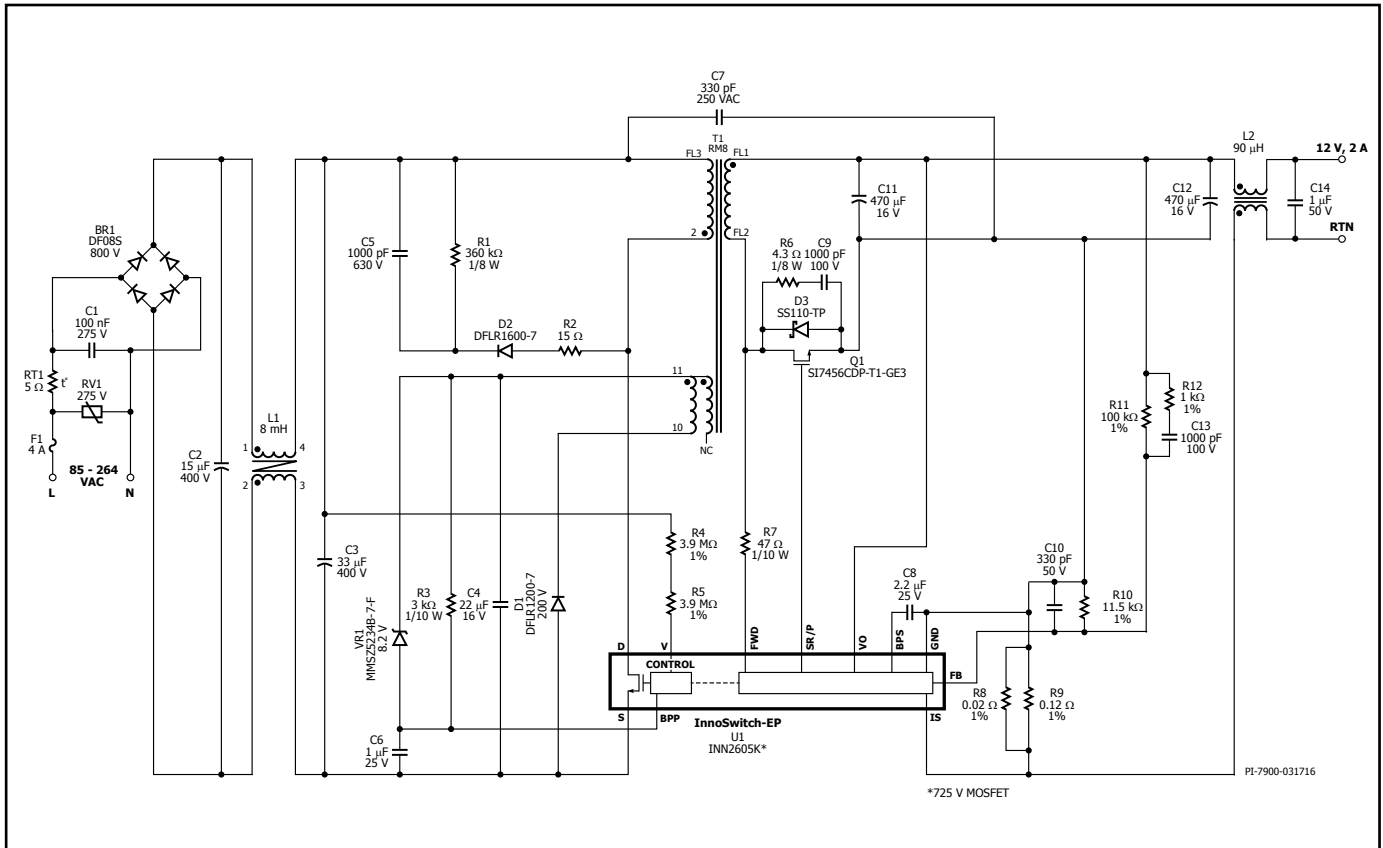 C7
330 pF
250 VAC
T1
RM8
FL3
FL1
2
FL2
L2
90 μH
12 V, 2 A
C14
1 μF
50 V
RTN
C12
470 μF
16 V
C11
470 μF
16 V
BR1
DF08S
800 V
C5
1000 pF
630 V
R1
360 kΩ
1/8 W
R6
4.3 Ω
1/8 W
C9
1000 pF
100 V
D3
SS110-TP
Q1
SI7456CDP-T1-GE3
D2
DFLR1600-7
R2
15 Ω
C1
100 nF
275 V
RT1
5 Ω
t°
RV1
275 V
F1
4 A
85 - 264
VAC
L
N
C2
15 μF
400 V
L1
8 mH
1
4
2
3
11
10
NC
R11
100 kΩ
1%
R12
1 kΩ
1%
C13
1000 pF
100 V
C3
33 μF
400 V
R4
3.9 MΩ
1%
R5
3.9 MΩ
1%
R7
47 Ω
1/10 W
C8
2.2 μF
25 V
C10
330 pF
50 V
R10
11.5 kΩ
1%
VR1
MMSZ5234B-7-F
8.2 V
R3
3 kΩ
1/10 W
C4
22 μF
16 V
D1
DFLR1200-7
200 V
D
V
FWD
SR/P
VO
BPS
GND
CONTROL
FB
S
BPP
IS
InnoSwitch-EP
U1
INN2605K*
R8
0.02 Ω
1%
R9
0.12 Ω
1%
C6
1 μF
25 V
*725 V MOSFET
PI-7900-031716